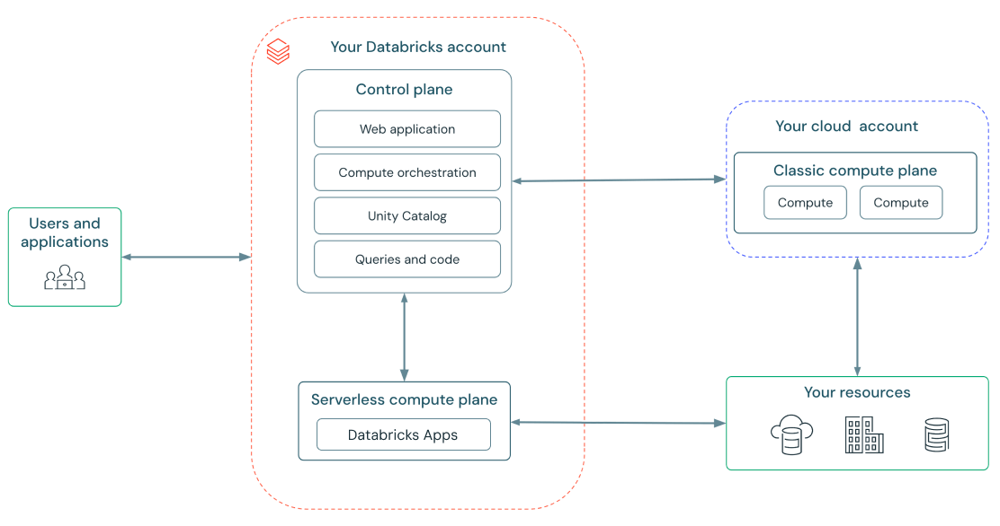 Your Databricks account
Control plane
Web application
Compute orchestration
Unity Catalog
Queries and code
Users and
applications
Serverless compute plane
Databricks Apps
Your cloud  account
Classic compute plane
Compute
Compute
Your resources